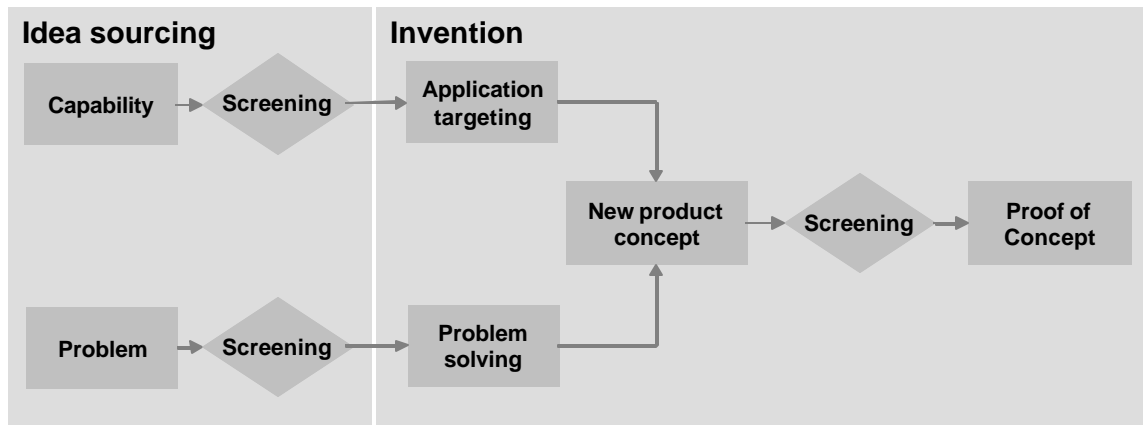 Idea sourcing
Invention
Capability
Screening
Application
targeting
New product
concept
Screening
Proof of
Concept
Problem
Screening
Problem
solving